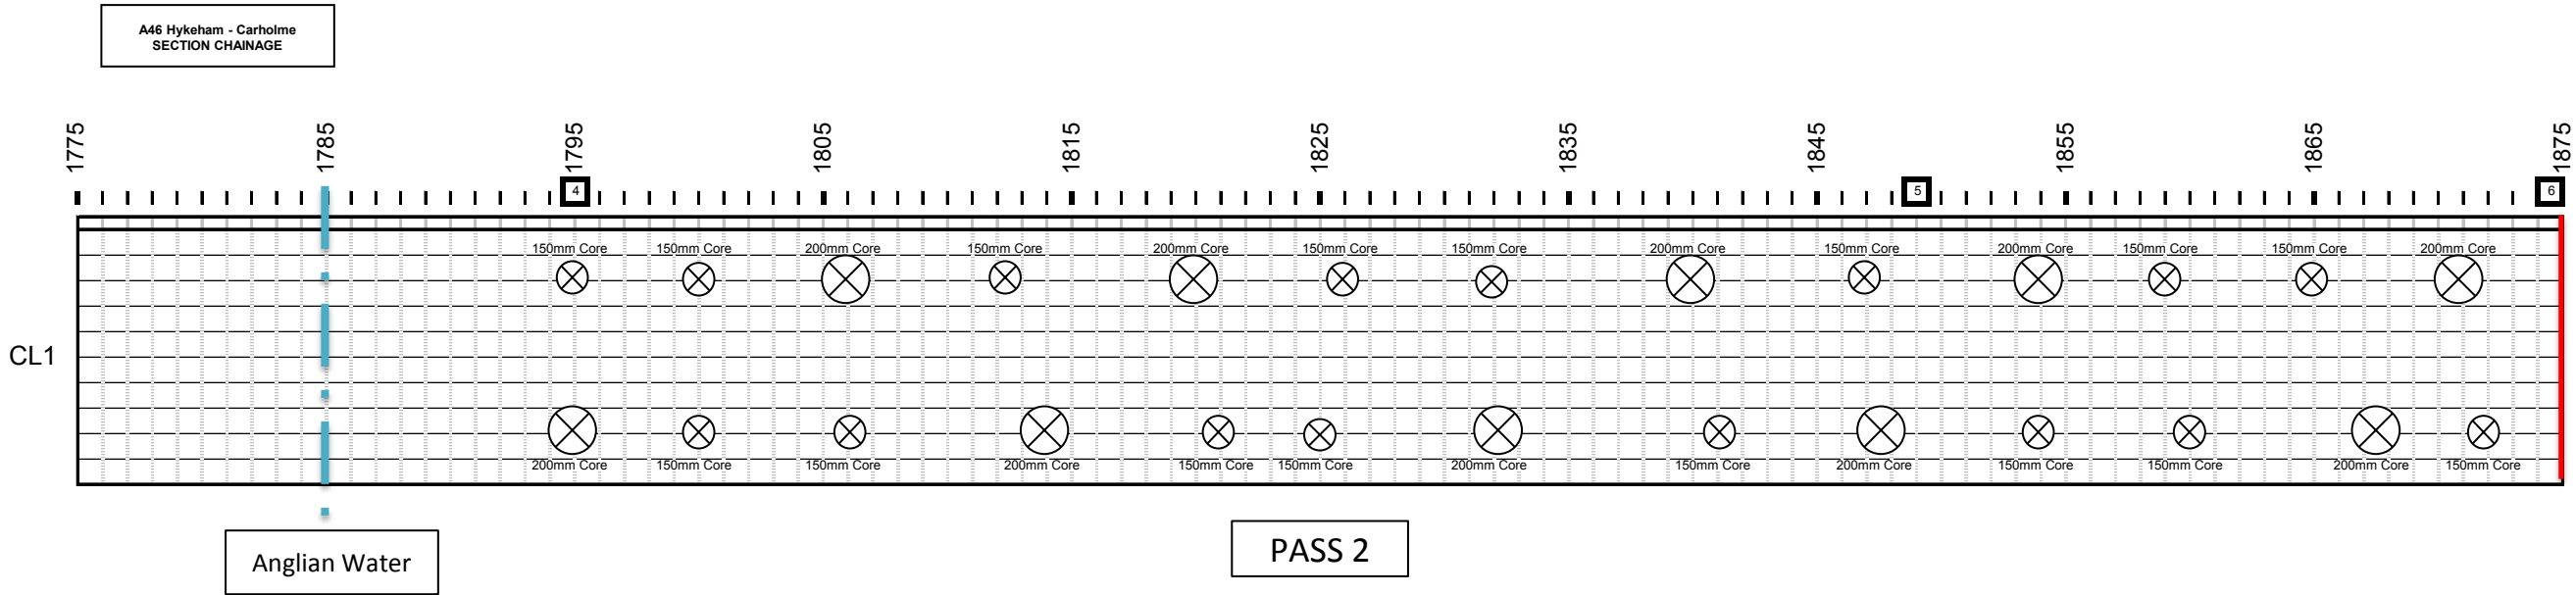 A46 Hykeham - Carholme
SECTION CHAINAGE
1775 1785 1795 1805 1815 1825 1835 1845 1855 1865 1875
4 5 6
150mm Core 150mm Core 200mm Core 150mm Core 200mm Core 150mm Core 150mm Core 200mm Core 150mm Core 200mm Core 150mm Core 150mm Core 200mm Core
CL1
200mm Core 150mm Core 150mm Core 200mm Core 150mm Core 150mm Core 200mm Core 150mm Core 200mm Core 150mm Core 150mm Core 200mm Core 150mm Core
Anglian Water
PASS 2